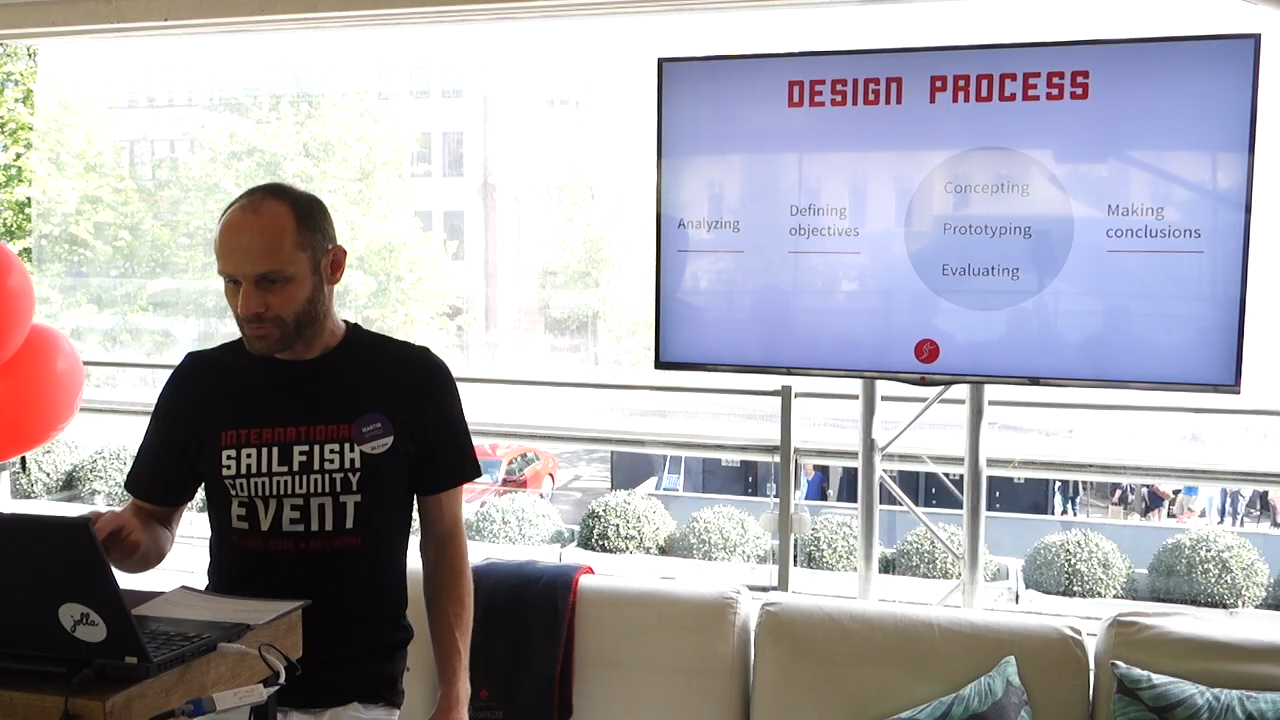 DESIGN PROCESS
Analyzing
Defining
objectives
Concepting
Prototyping
Evaluating
Making
conclusions
INTERNATIONAL
SAILFISH
COMMUNITY
EVENT
MARTIN
jolla